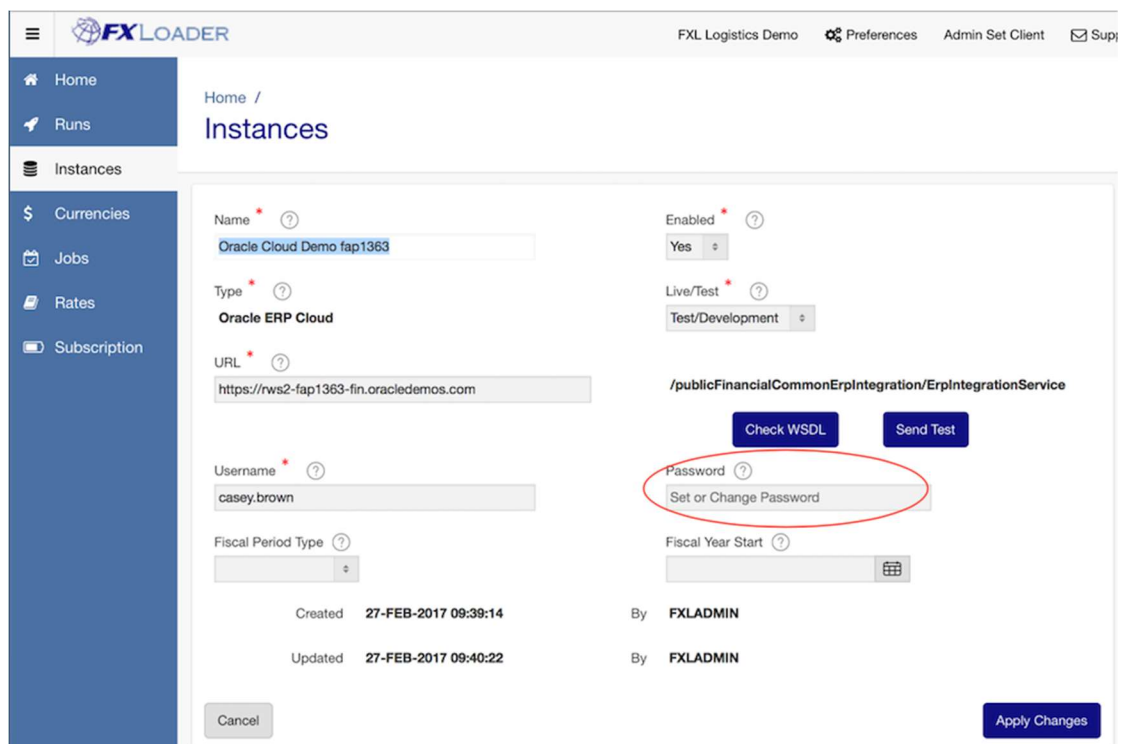 FXLOADER
FXL Logistics Demo Preferences Admin Set Client
Home
Runs
Instances
Currencies
Jobs
Rates
Subscription
Home /
Instances
Name * ? Enabled * ?
Oracle Cloud Demo fap1363 Yes
Type * ? Live/Test * ?
Oracle ERP Cloud Test/Development
URL * ?
https://rws2-fap1363-fin.oracledemos.com /publicFinancialCommonErpIntegration/ErpIntegrationService
Check WSDL Send Test
Username * ? Password ?
casey.brown Set or Change Password
Fiscal Period Type ? Fiscal Year Start ?
Created 27-FEB-2017 09:39:14 By FXLADMIN
Updated 27-FEB-2017 09:40:22 By FXLADMIN
Cancel Apply Changes